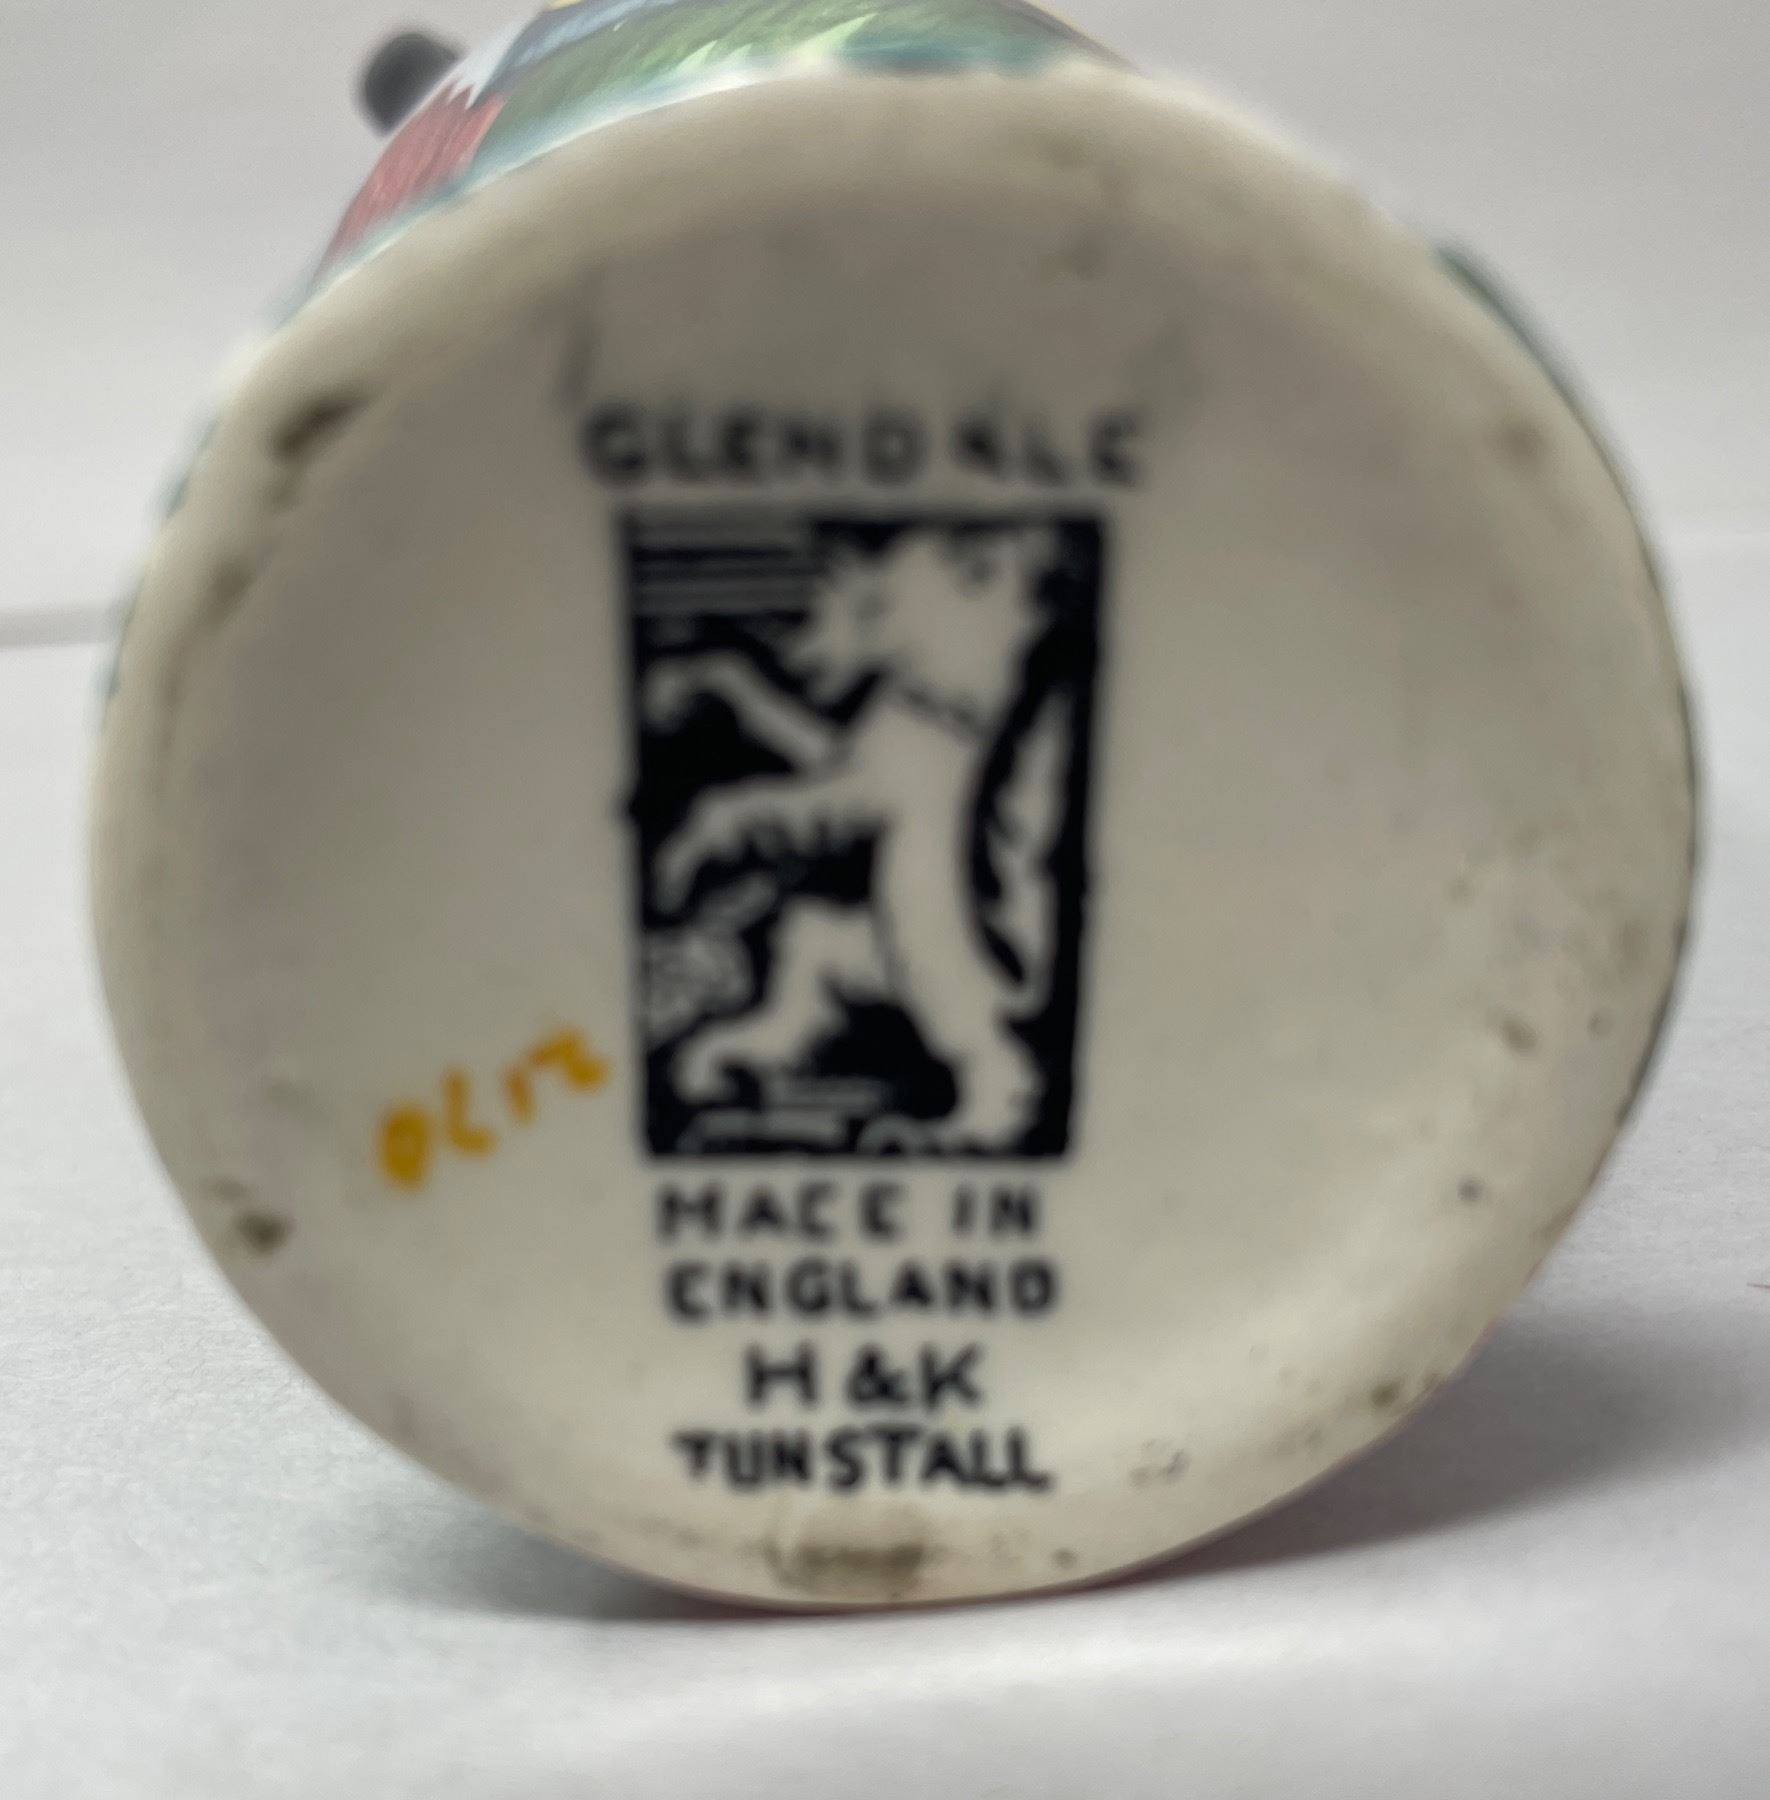 GLENDALE
MADE IN
ENGLAND
H & K
TUNSTALL